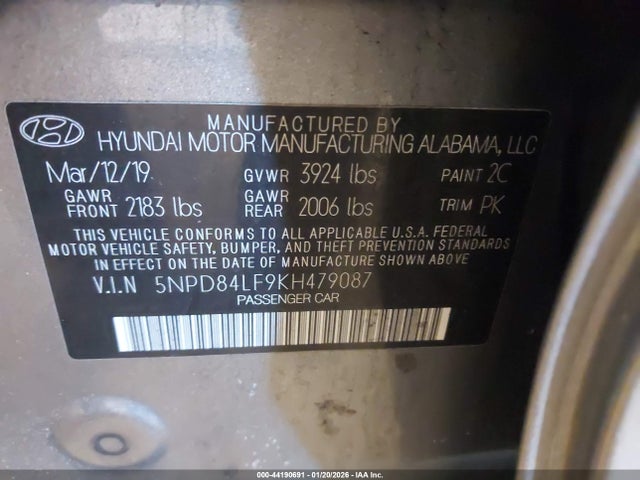 MANUFACTURED BY
HYUNDAI MOTOR MANUFACTURING ALABAMA, LLC
Mar/12/19 GVWR 3924 lbs PAINT 2C
GAWR FRONT 2183 lbs GAWR REAR 2006 lbs TRIM PK
THIS VEHICLE CONFORMS TO ALL APPLICABLE U.S.A. FEDERAL
MOTOR VEHICLE SAFETY, BUMPER, AND THEFT PREVENTION STANDARDS
IN EFFECT ON THE DATE OF MANUFACTURE SHOWN ABOVE.
V.I.N 5NPD84LF9KH479087
PASSENGER CAR
000-44190691 - 01/20/2026 - IAA Inc.